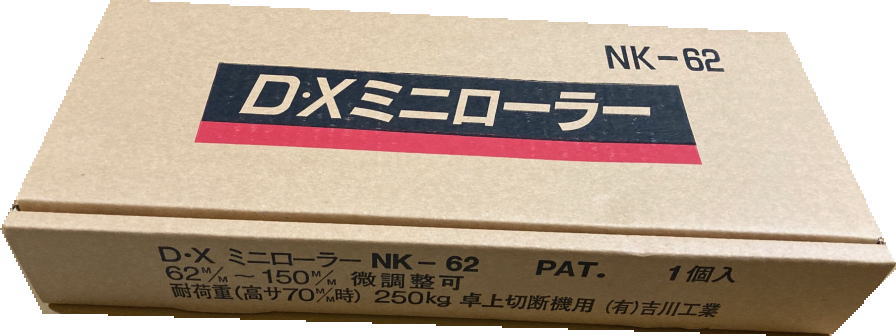 NK-62
D・Xミニローラー
D・X ミニローラー NK-62 PAT. 1個入
62M/M～150M/M 微調整可
耐荷重(高サ70M/M時) 250kg 卓上切断機用 (有)吉川工業